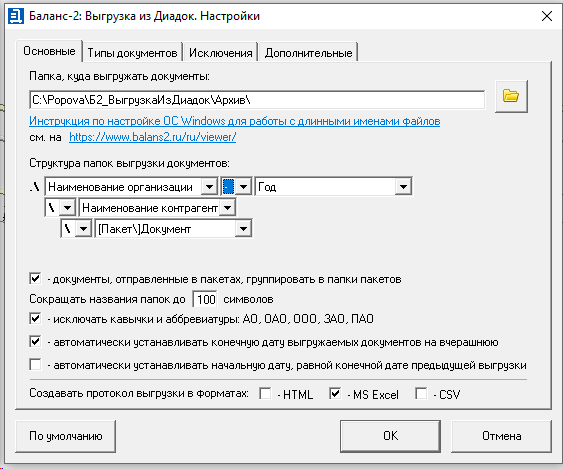 Баланс-2: Выгрузка из Диадок. Настройки
Основные Типы документов Исключения Дополнительные
Папка, куда выгружать документы:
C:\Popova\Б2_ВыгрузкаИзДиадок\Архив\
Инструкция по настройке ОС Windows для работы с длинными именами файлов
см. на https://www.balans2.ru/ru/viewer/
Структура папок выгрузки документов:
.\ Наименование организации - Год
\ Наименование контрагент
\ [Пакет\]Документ
- документы, отправленные в пакетах, группировать в папки пакетов
Сокращать названия папок до 100 символов
- исключать кавычки и аббревиатуры: АО, ОАО, ООО, ЗАО, ПАО
- автоматически устанавливать конечную дату выгружаемых документов на вчерашнюю
- автоматически устанавливать начальную дату, равной конечной дате предыдущей выгрузки
Создавать протокол выгрузки в форматах: - HTML - MS Excel - CSV
По умолчанию OK Отмена